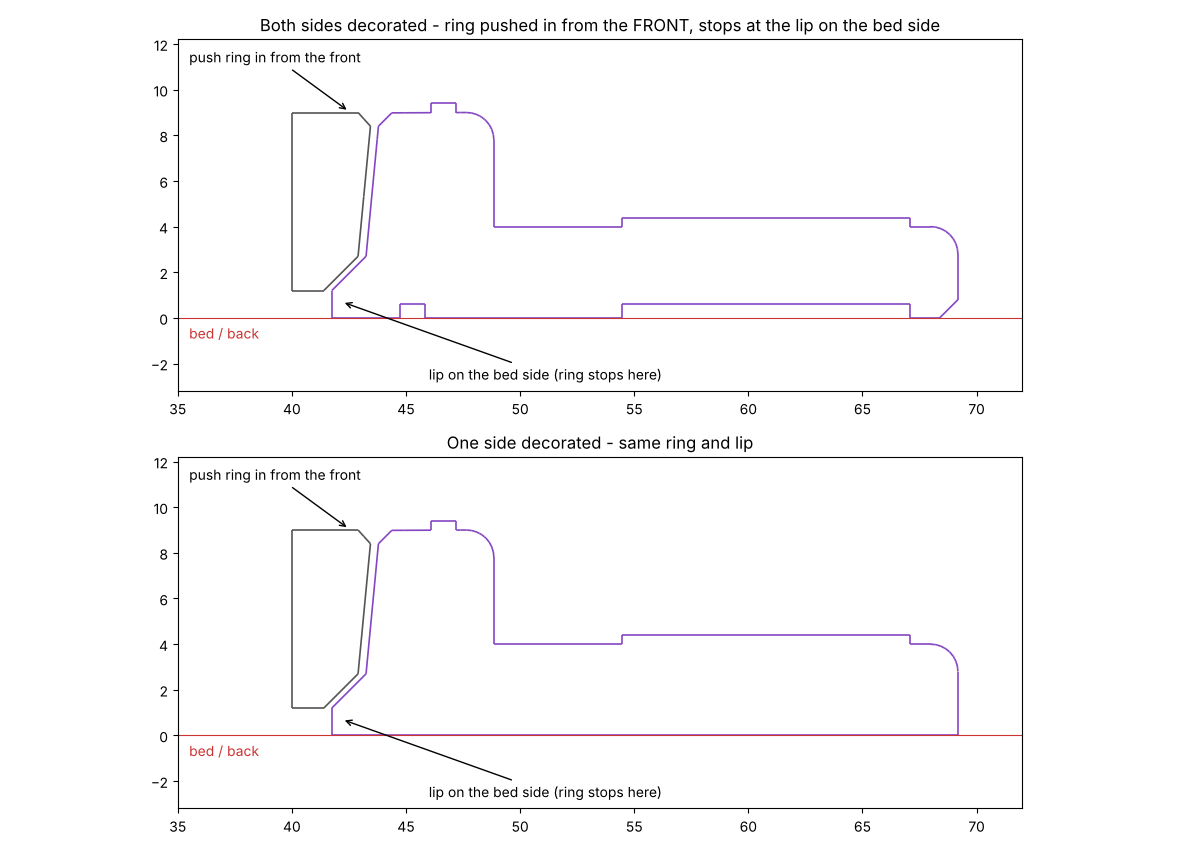 Both sides decorated - ring pushed in from the FRONT, stops at the lip on the bed side
12
push ring in from the front
10
8
6
4
2
0
bed / back
−2
lip on the bed side (ring stops here)
35 40 45 50 55 60 65 70
One side decorated - same ring and lip
12
push ring in from the front
10
8
6
4
2
0
bed / back
−2
lip on the bed side (ring stops here)
35 40 45 50 55 60 65 70